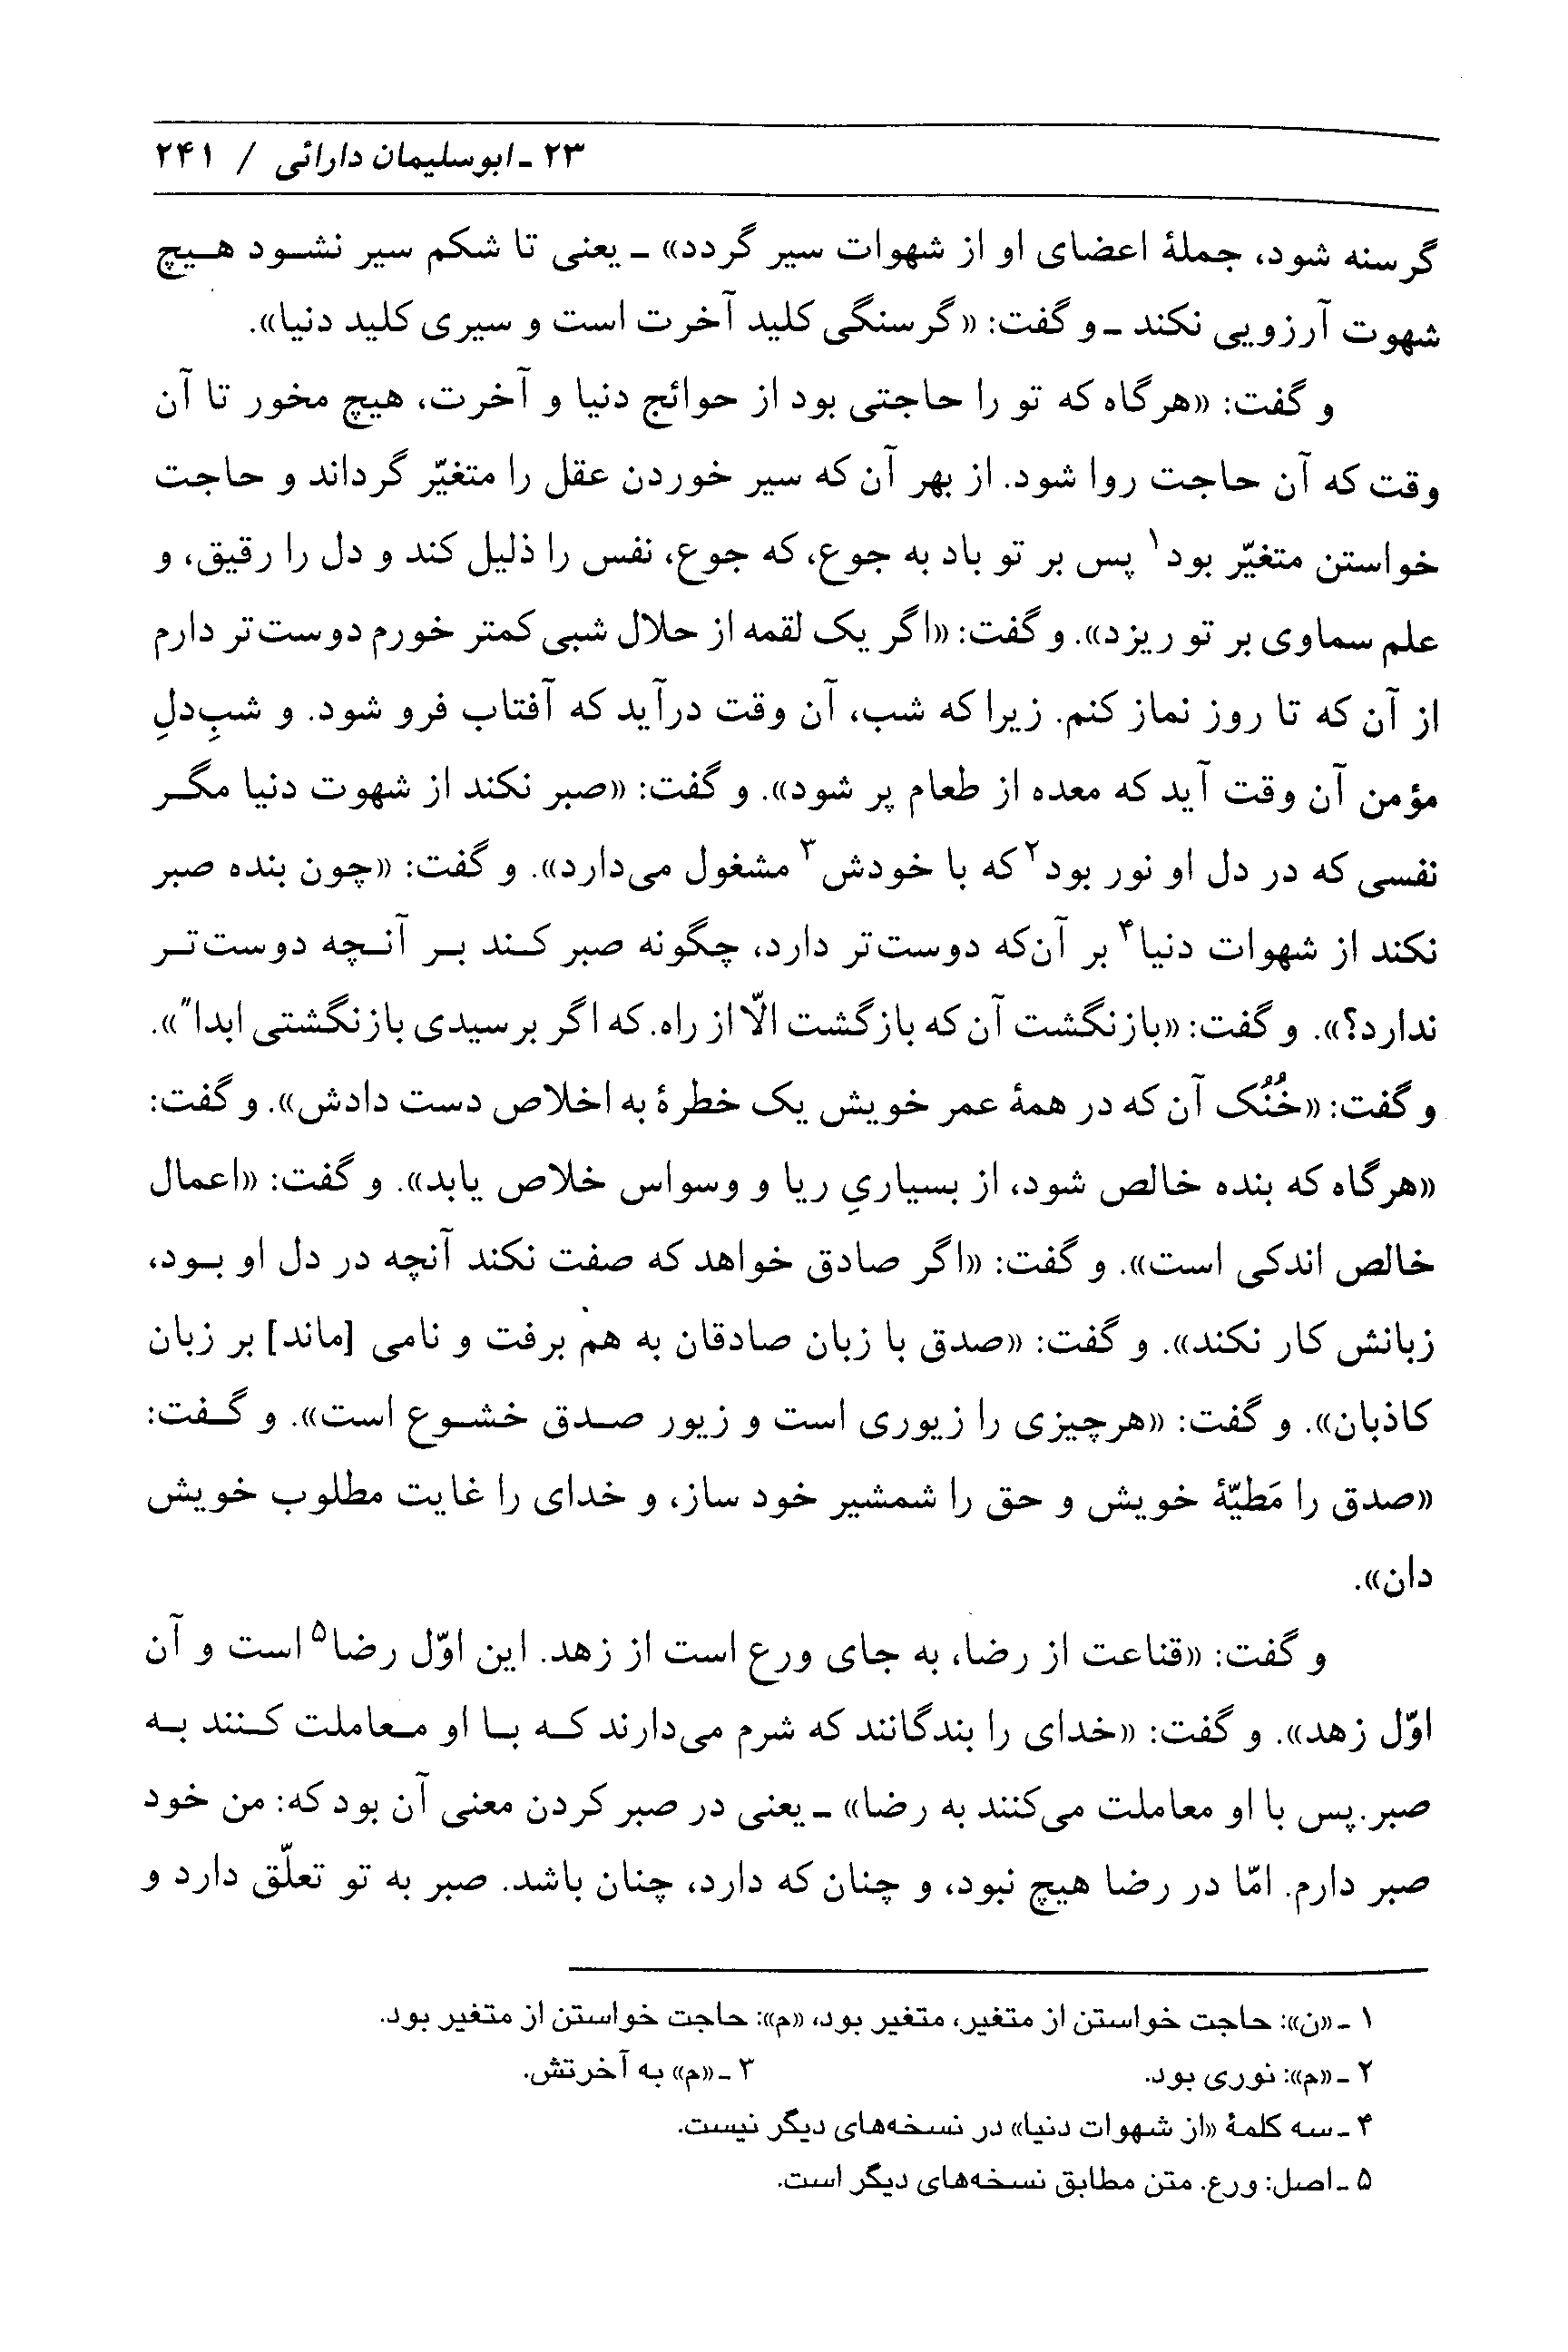 ۲۳ ـ ابوسلیمان دارائی / ۲۴۱
گرسنه شود، جملهٔ اعضای او از شهوات سیر گردد» ـ یعنی تا شکم سیر نشود هیچ
شهوت آرزویی نکند ـ و گفت: «گرسنگی کلید آخرت است و سیری کلید دنیا».
و گفت: «هرگاه که تو را حاجتی بود از حوائج دنیا و آخرت، هیچ مخور تا آن
وقت که آن حاجت روا شود. از بهر آن که سیر خوردن عقل را متغیّر گرداند و حاجت
خواستن متغیّر بود۱ پس بر تو باد به جوع، که جوع، نفس را ذلیل کند و دل را رقیق، و
علم سماوی بر تو ریزد». و گفت: «اگر یک لقمه از حلال شبی کمتر خورم دوست‌تر دارم
از آن که تا روز نماز کنم. زیرا که شب، آن وقت درآید که آفتاب فرو شود. و شبِ‌دلِ
مؤمن آن وقت آید که معده از طعام پر شود». و گفت: «صبر نکند از شهوت دنیا مگر
نفسی که در دل او نور بود۲ که با خودش۳ مشغول می‌دارد». و گفت: «چون بنده صبر
نکند از شهوات دنیا۴ بر آن‌که دوست‌تر دارد، چگونه صبر کند بر آنچه دوست‌تر
ندارد؟». و گفت: «بازنگشت آن که بازگشت الّا از راه. که اگر برسیدی بازنگشتی ابداً».
و گفت: «خُنُک آن که در همهٔ عمر خویش یک خطرهٔ به اخلاص دست دادش». و گفت:
«هرگاه که بنده خالص شود، از بسیاریِ ریا و وسواس خلاص یابد». و گفت: «اعمال
خالص اندکی است». و گفت: «اگر صادق خواهد که صفت نکند آنچه در دل او بود،
زبانش کار نکند». و گفت: «صدق با زبان صادقان به هم برفت و نامی [ماند] بر زبان
کاذبان». و گفت: «هرچیزی را زیوری است و زیور صدق خشوع است». و گفت:
«صدق را مَطیّهٔ خویش و حق را شمشیر خود ساز، و خدای را غایت مطلوب خویش
دان».
و گفت: «قناعت از رضا، به جای ورع است از زهد. این اوّل رضا۵ است و آن
اوّل زهد». و گفت: «خدای را بندگانند که شرم می‌دارند که با او معاملت کنند به
صبر.پس با او معاملت می‌کنند به رضا» ـ یعنی در صبر کردن معنی آن بود که: من خود
صبر دارم. امّا در رضا هیچ نبود، و چنان که دارد، چنان باشد. صبر به تو تعلّق دارد و
۱ ـ «ن»: حاجت خواستن از متغیر، متغیر بود، «م»: حاجت خواستن از متغیر بود.
۲ ـ «م»: نوری بود. ۳ ـ «م» به آخرتش.
۴ ـ سه کلمهٔ «از شهوات دنیا» در نسخه‌های دیگر نیست.
۵ ـ اصل: ورع. متن مطابق نسخه‌های دیگر است.